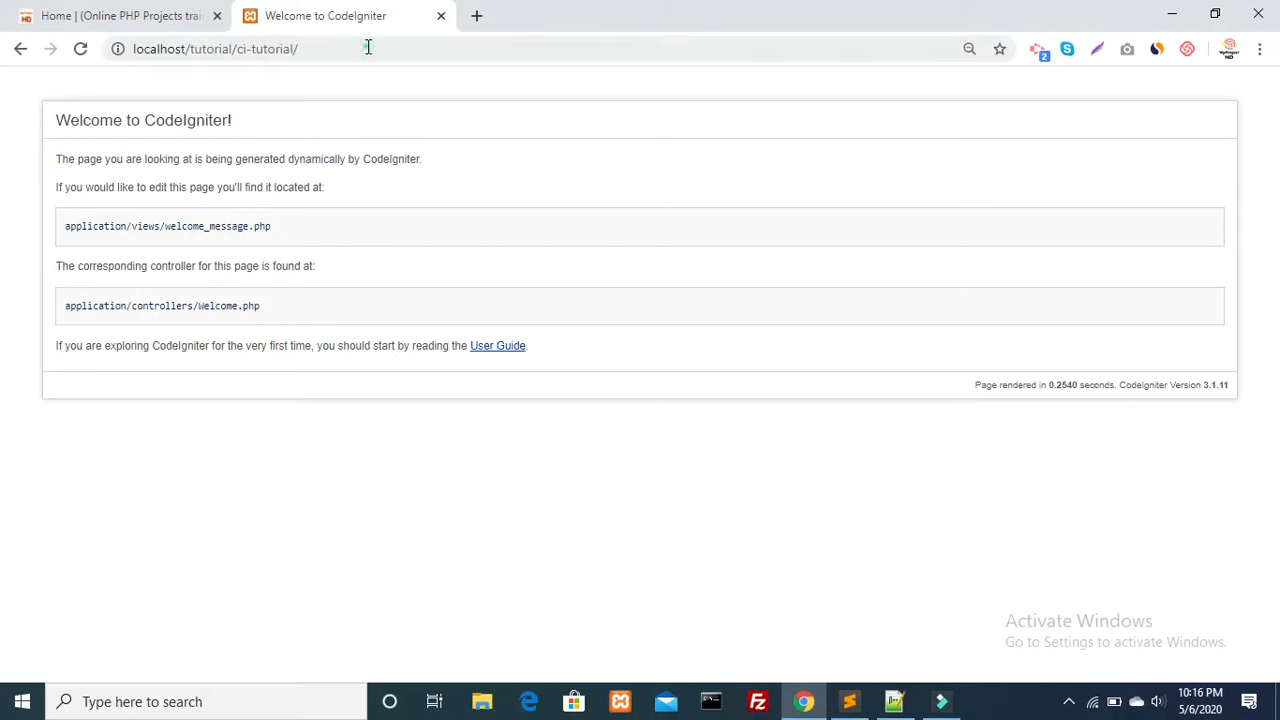 Home | (Online PHP Projects trai
Welcome to CodeIgniter
localhost/tutorial/ci-tutorial/
2
Welcome to CodeIgniter!
The page you are looking at is being generated dynamically by CodeIgniter.
If you would like to edit this page you'll find it located at:
application/views/welcome_message.php
The corresponding controller for this page is found at:
application/controllers/Welcome.php
If you are exploring CodeIgniter for the very first time, you should start by reading the User Guide.
Page rendered in 0.2540 seconds. CodeIgniter Version 3.1.11
Activate Windows
Go to Settings to activate Windows.
Type here to search
10:16 PM
5/6/2020